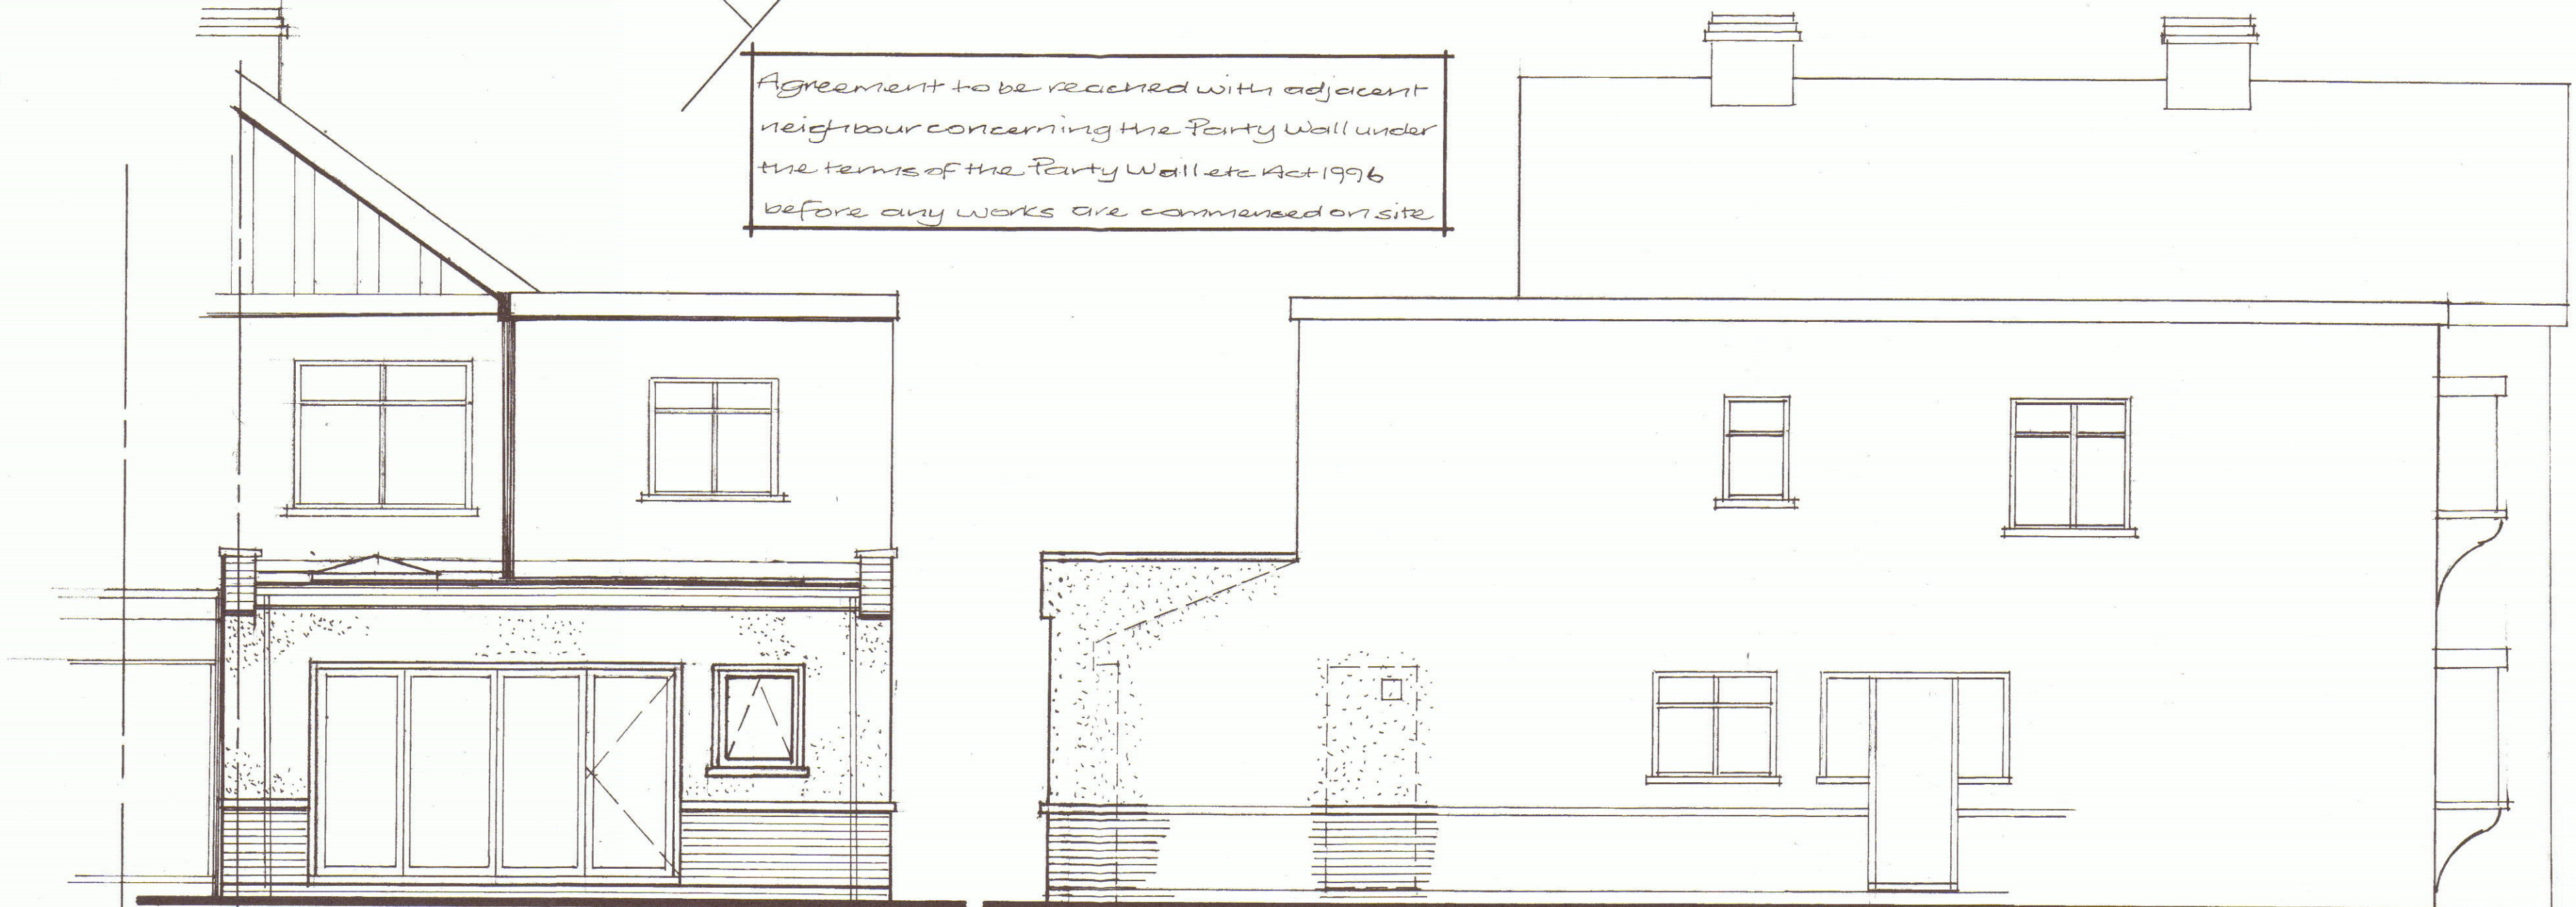 Agreement to be reached with adjacent
neighbour concerning the Party Wall under
the terms of the Party Wall etc Act 1996
before any works are commenced on site